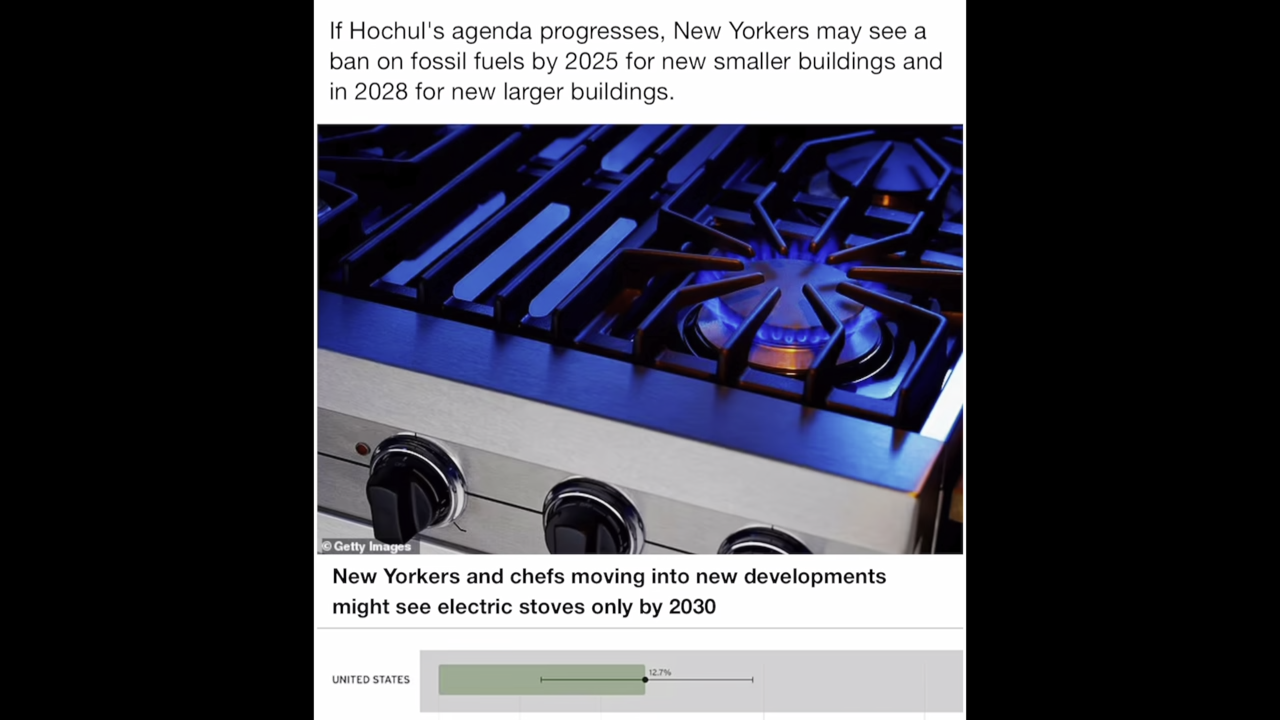 If Hochul's agenda progresses, New Yorkers may see a
ban on fossil fuels by 2025 for new smaller buildings and
in 2028 for new larger buildings.
© Getty Images
New Yorkers and chefs moving into new developments
might see electric stoves only by 2030
UNITED STATES
12.7%